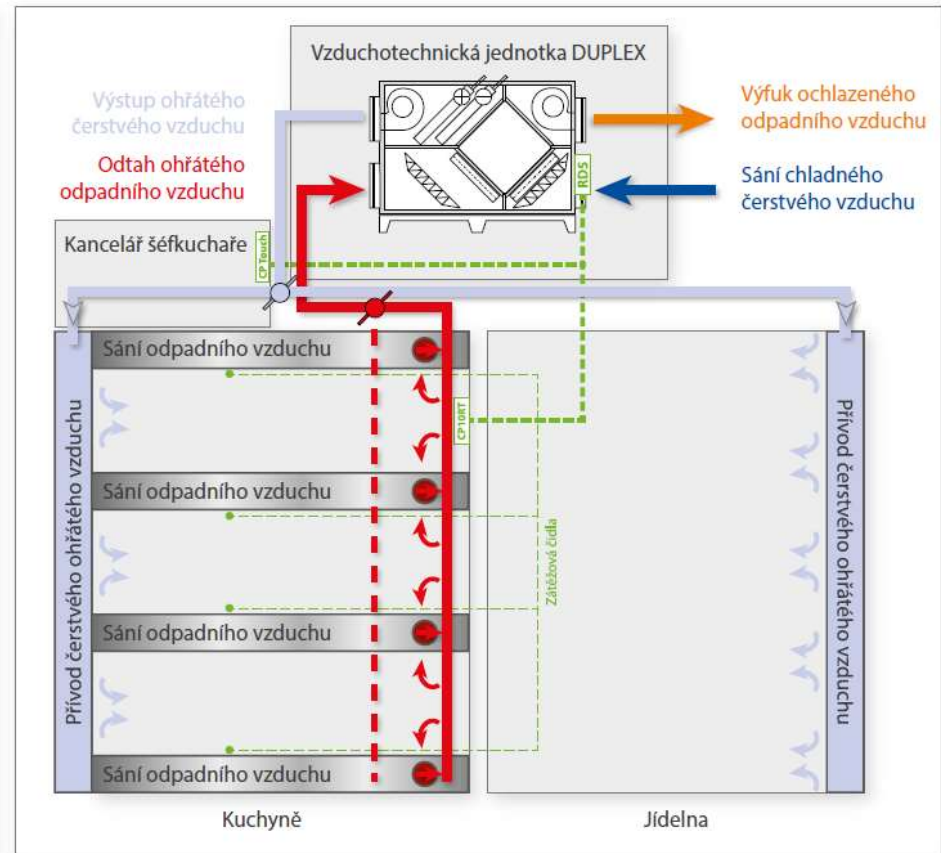 Vzduchotechnická jednotka DUPLEX
Výstup ohřátého
čerstvého vzduchu
Odtah ohřátého
odpadního vzduchu
Výfuk ochlazeného
odpadního vzduchu
Sání chladného
čerstvého vzduchu
RD5
Kancelář šéfkuchaře
CP Touch
Sání odpadního vzduchu
CP10RT
Sání odpadního vzduchu
Zátěžová čidla
Sání odpadního vzduchu
Sání odpadního vzduchu
Přívod čerstvého ohřátého vzduchu
Přívod čerstvého ohřátého vzduchu
Kuchyně
Jídelna